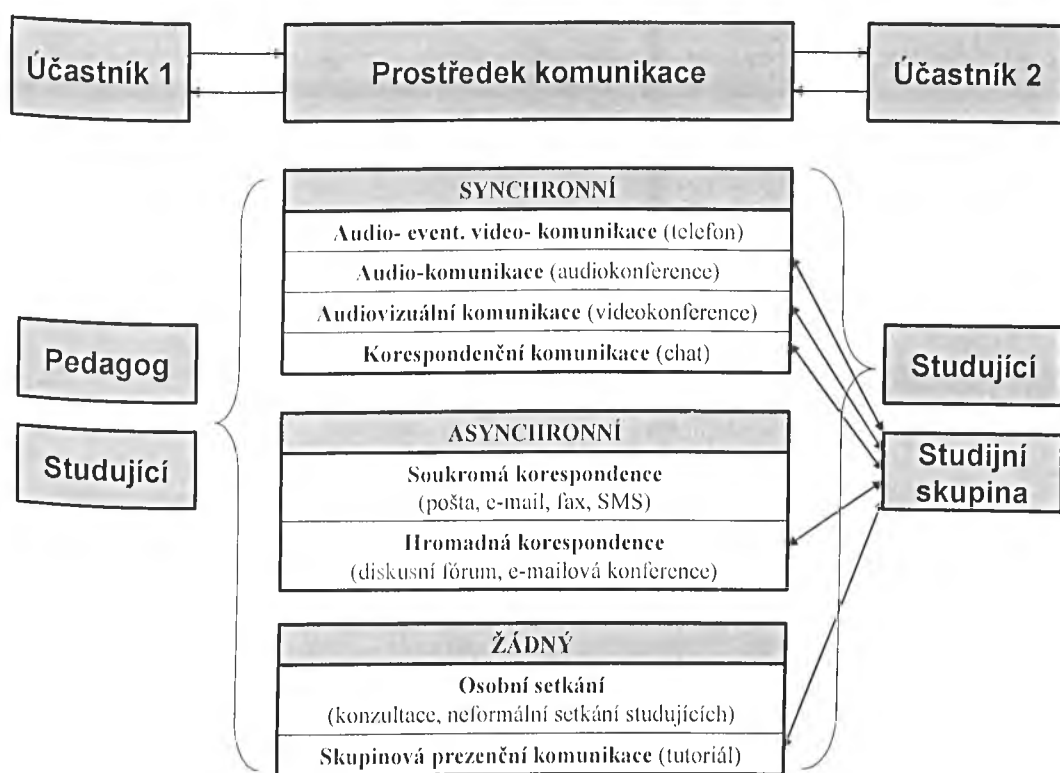 Účastník 1
Prostředek komunikace
Účastník 2
SYNCHRONNÍ
Audio- event. video- komunikace (telefon)
Audio-komunikace (audiokonference)
Audiovizuální komunikace (videokonference)
Korespondenční komunikace (chat)
Pedagog
Studující
Studující
Studijní
skupina
ASYNCHRONNÍ
Soukromá korespondence
(pošta, e-mail, fax, SMS)
Hromadná korespondence
(diskusní fórum, e-mailová konference)
ŽÁDNÝ
Osobní setkání
(konzultace, neformální setkání studujících)
Skupinová prezenční komunikace (tutoriál)